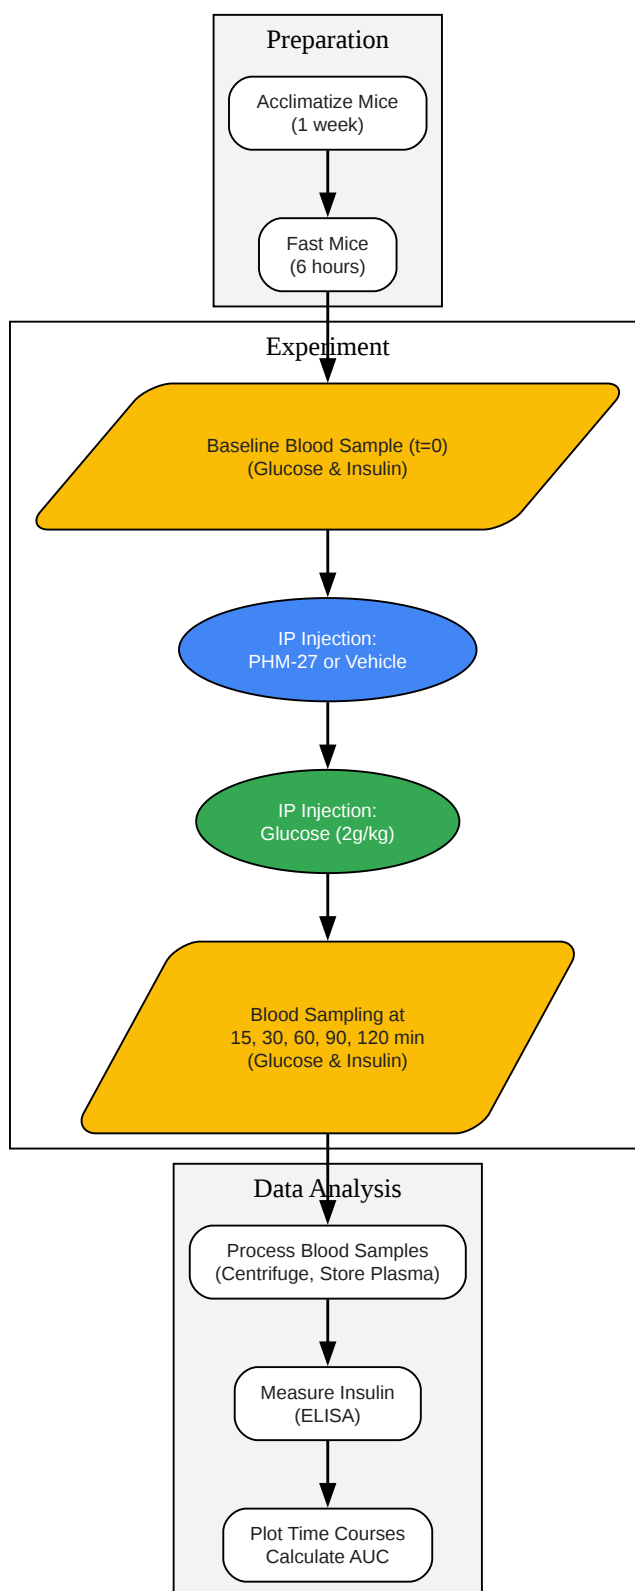 Preparation
Acclimatize Mice
(1 week)
Fast Mice
(6 hours)
Experiment
Baseline Blood Sample (t=0)
(Glucose & Insulin)
IP Injection:
PHM-27 or Vehicle
IP Injection:
Glucose (2g/kg)
Blood Sampling at
15, 30, 60, 90, 120 min
(Glucose & Insulin)
Data Analysis
Process Blood Samples
(Centrifuge, Store Plasma)
Measure Insulin
(ELISA)
Plot Time Courses
Calculate AUC